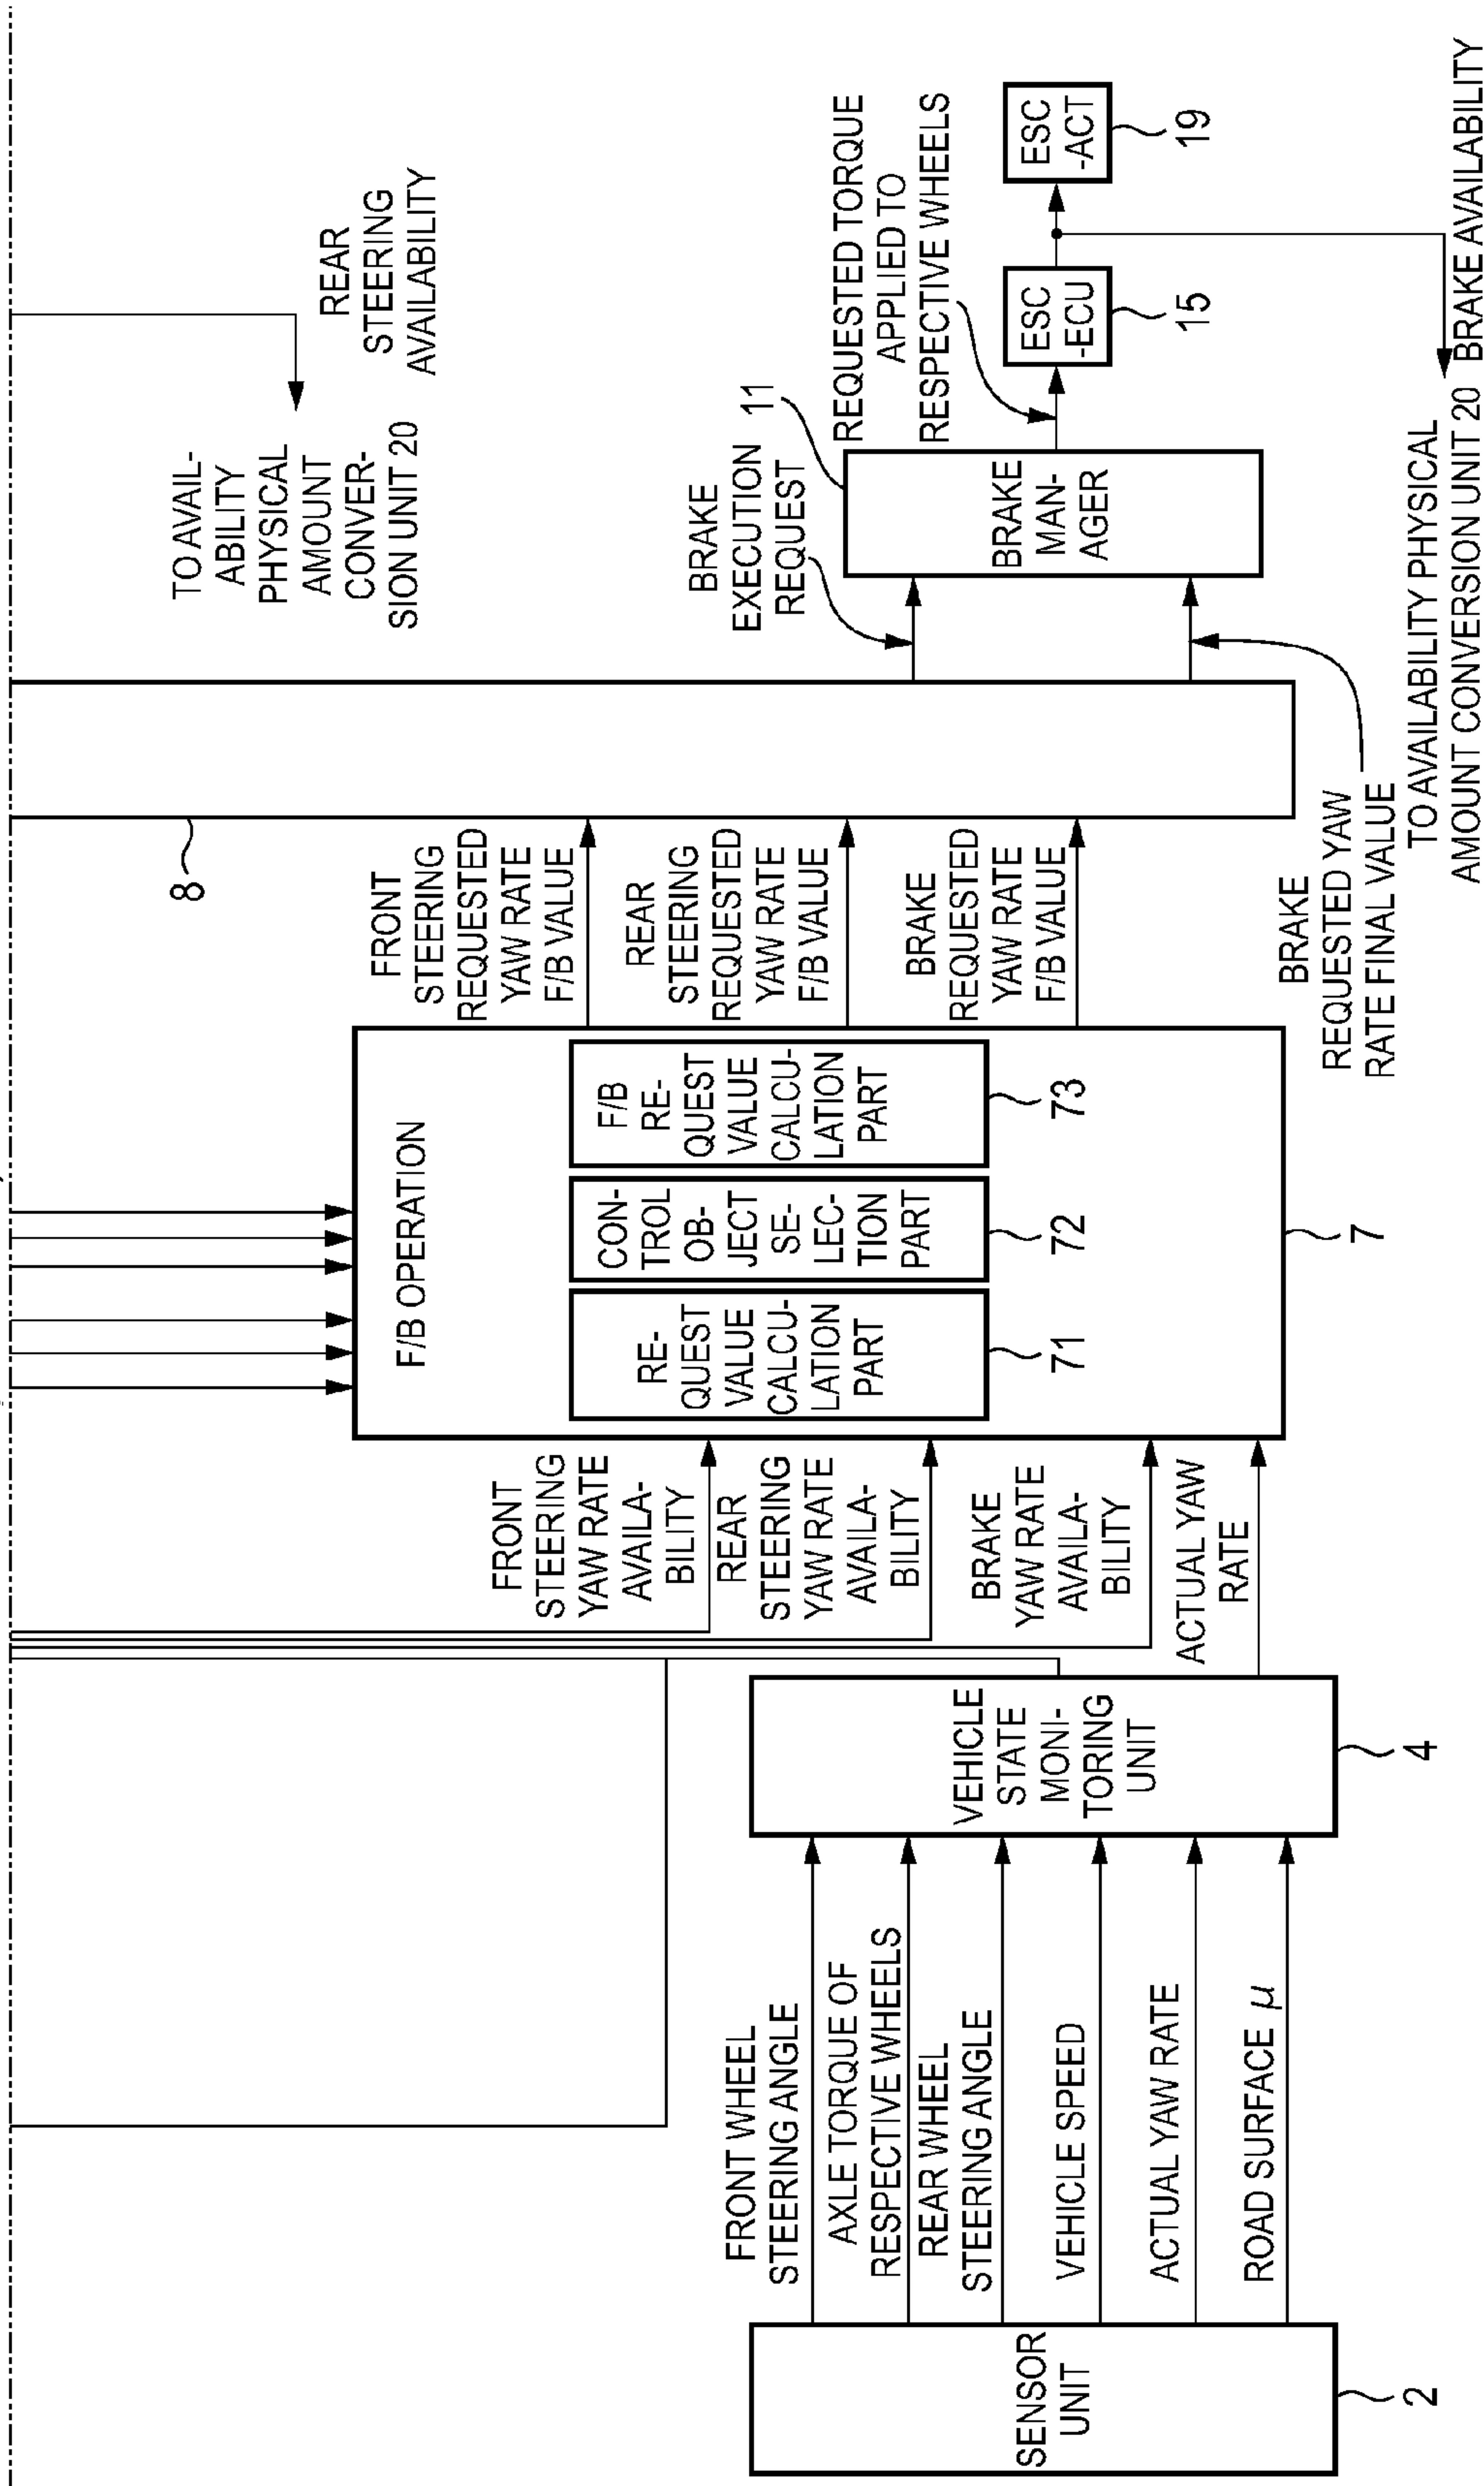 SENSOR
UNIT
2
FRONT WHEEL
STEERING ANGLE
AXLE TORQUE OF
RESPECTIVE WHEELS
REAR WHEEL
STEERING ANGLE
VEHICLE SPEED
ACTUAL YAW RATE
ROAD SURFACE μ
VEHICLE
STATE
MONI-
TORING
UNIT
4
FRONT
STEERING
YAW RATE
AVAILA-
BILITY
REAR
STEERING
YAW RATE
AVAILA-
BILITY
BRAKE
YAW RATE
AVAILA-
BILITY
ACTUAL YAW
RATE
F/B OPERATION
RE-
QUEST
VALUE
CALCU-
LATION
PART
71
CON-
TROL
OB-
JECT
SE-
LEC-
TION
PART
72
F/B
RE-
QUEST
VALUE
CALCU-
LATION
PART
73
7
FRONT
STEERING
REQUESTED
YAW RATE
F/B VALUE
REAR
STEERING
REQUESTED
YAW RATE
F/B VALUE
BRAKE
REQUESTED
YAW RATE
F/B VALUE
8
TO AVAIL-
ABILITY
PHYSICAL
AMOUNT
CONVER-
SION UNIT 20
REAR
STEERING
AVAILABILITY
BRAKE
EXECUTION
REQUEST
BRAKE
REQUESTED YAW
RATE FINAL VALUE
BRAKE
MAN-
AGER
11
REQUESTED TORQUE
APPLIED TO
RESPECTIVE WHEELS
ESC
-ECU
15
ESC
-ACT
19
TO AVAILABILITY PHYSICAL
AMOUNT CONVERSION UNIT 20
BRAKE AVAILABILITY